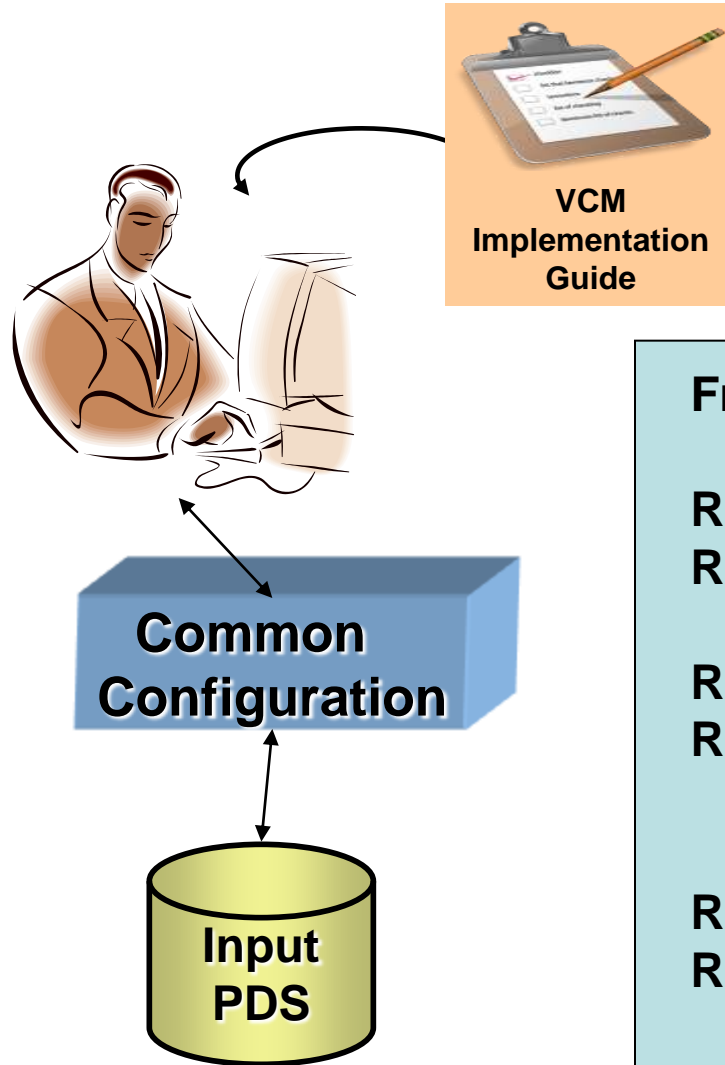 VCM
Implementation
Guide
Common
Configuration
Input
PDS
R
R
R
R
R
R